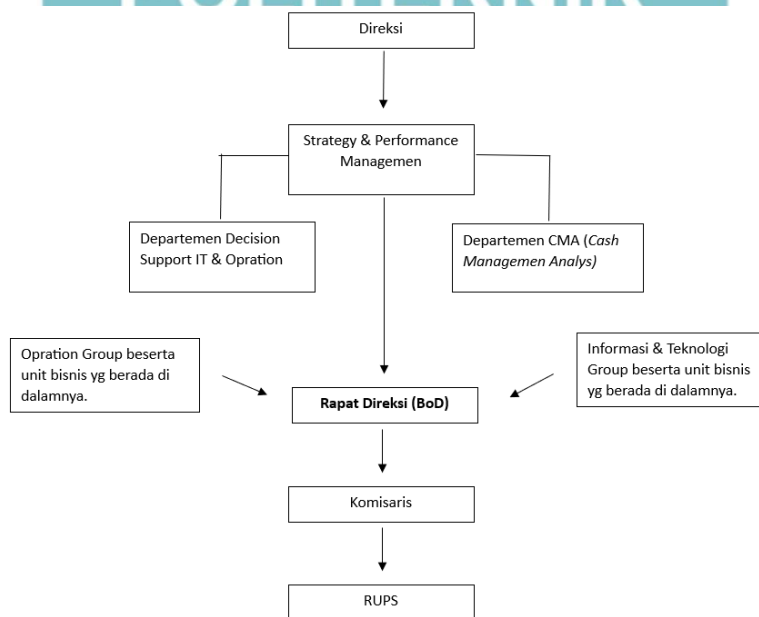 Direksi
Strategy & Performance
Managemen
Departemen Decision
Support IT & Opration
Departemen CMA (Cash
Managemen Analys)
Opration Group beserta
unit bisnis yg berada di
dalamnya.
Informasi & Teknologi
Group beserta unit bisnis
yg berada di dalamnya.
Rapat Direksi (BoD)
Komisaris
RUPS